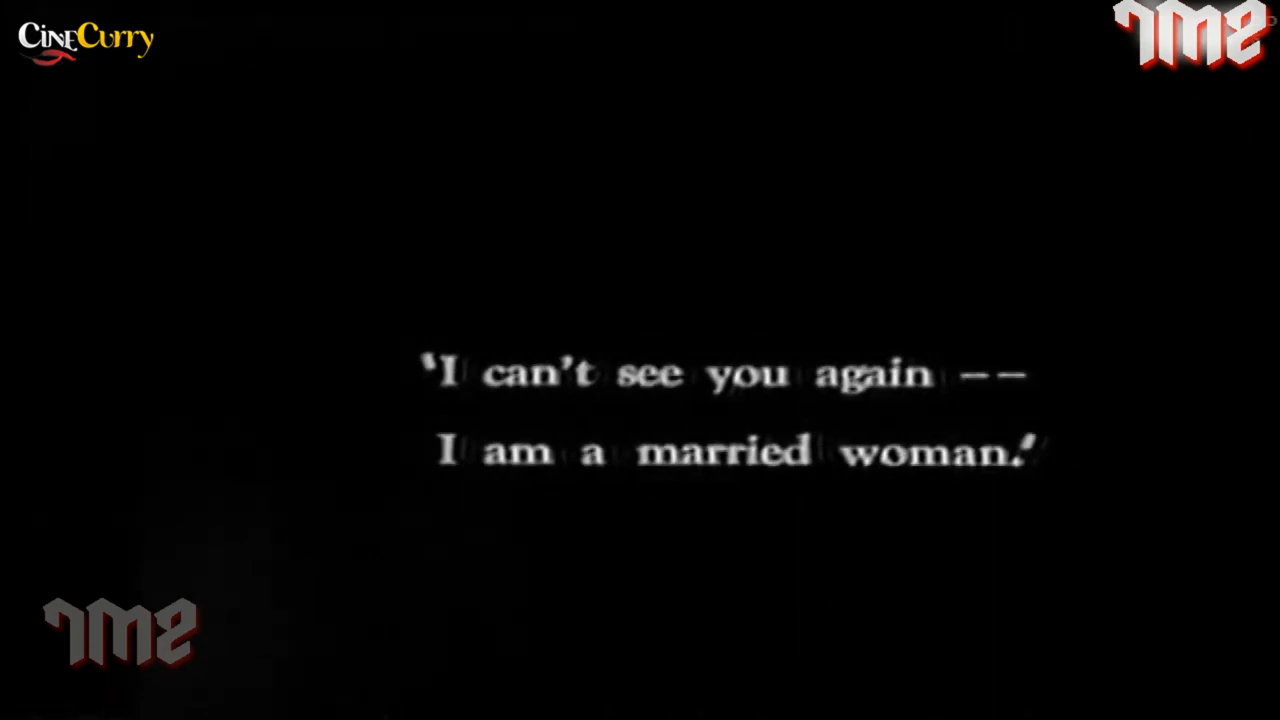 CineCurry
'I can't see you again --
I am a married woman.'